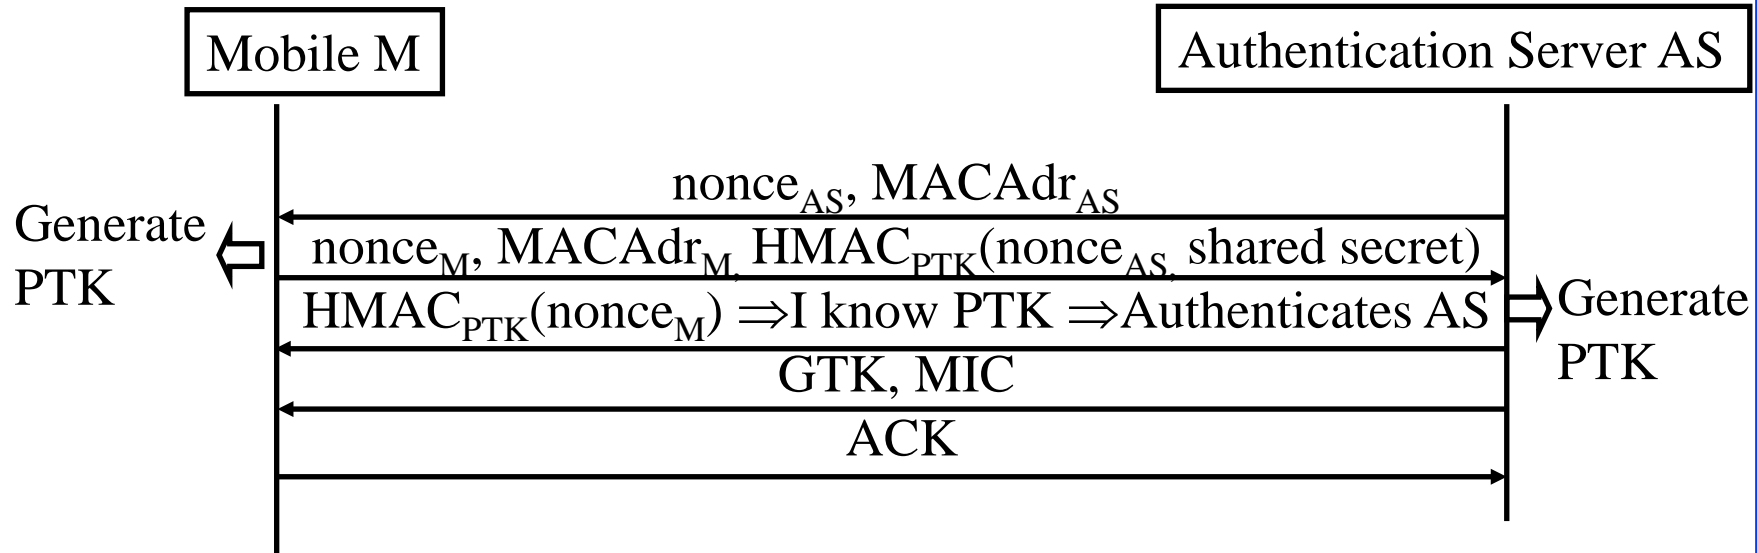 Mobile M
Authentication Server AS
nonceAS, MACAdrAS
Generate
PTK
nonceM, MACAdrM, HMACPTK(nonceAS, shared secret)
HMACPTK(nonceM) ⇒I know PTK ⇒Authenticates AS
Generate
PTK
GTK, MIC
ACK